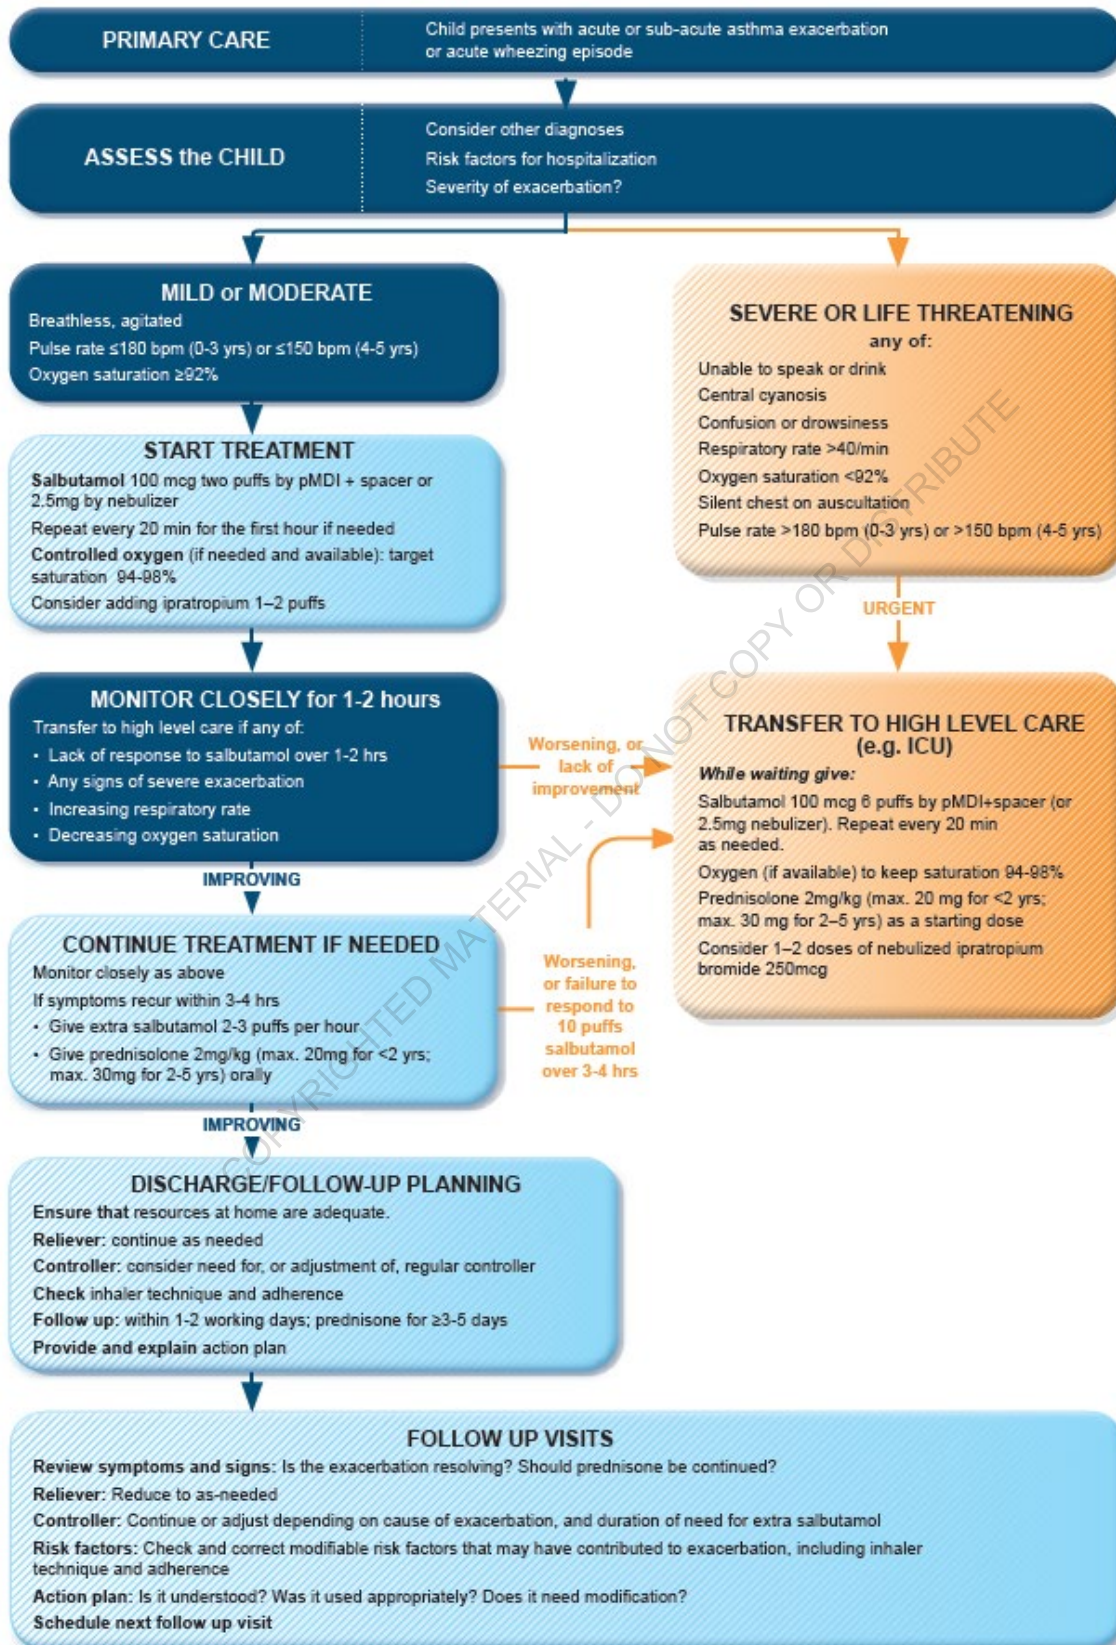 PRIMARY CARE
Child presents with acute or sub-acute asthma exacerbation
or acute wheezing episode
ASSESS the CHILD
Consider other diagnoses
Risk factors for hospitalization
Severity of exacerbation?
MILD or MODERATE
Breathless, agitated
Pulse rate ≤180 bpm (0-3 yrs) or ≤150 bpm (4-5 yrs)
Oxygen saturation ≥92%
SEVERE OR LIFE THREATENING
any of:
Unable to speak or drink
Central cyanosis
Confusion or drowsiness
Respiratory rate >40/min
Oxygen saturation <92%
Silent chest on auscultation
Pulse rate >180 bpm (0-3 yrs) or >150 bpm (4-5 yrs)
START TREATMENT
Salbutamol 100 mcg two puffs by pMDI + spacer or
2.5mg by nebulizer
Repeat every 20 min for the first hour if needed
Controlled oxygen (if needed and available): target
saturation 94-98%
Consider adding ipratropium 1–2 puffs
URGENT
MONITOR CLOSELY for 1-2 hours
Transfer to high level care if any of:
• Lack of response to salbutamol over 1-2 hrs
• Any signs of severe exacerbation
• Increasing respiratory rate
• Decreasing oxygen saturation
Worsening, or
lack of
improvement
TRANSFER TO HIGH LEVEL CARE
(e.g. ICU)
While waiting give:
Salbutamol 100 mcg 6 puffs by pMDI+spacer (or
2.5mg nebulizer). Repeat every 20 min
as needed.
Oxygen (if available) to keep saturation 94-98%
Prednisolone 2mg/kg (max. 20 mg for <2 yrs;
max. 30 mg for 2–5 yrs) as a starting dose
Consider 1–2 doses of nebulized ipratropium
bromide 250mcg
IMPROVING
CONTINUE TREATMENT IF NEEDED
Monitor closely as above
If symptoms recur within 3-4 hrs
• Give extra salbutamol 2-3 puffs per hour
• Give prednisolone 2mg/kg (max. 20mg for <2 yrs;
max. 30mg for 2-5 yrs) orally
Worsening,
or failure to
respond to
10 puffs
salbutamol
over 3-4 hrs
IMPROVING
DISCHARGE/FOLLOW-UP PLANNING
Ensure that resources at home are adequate.
Reliever: continue as needed
Controller: consider need for, or adjustment of, regular controller
Check inhaler technique and adherence
Follow up: within 1-2 working days; prednisone for ≥3-5 days
Provide and explain action plan
FOLLOW UP VISITS
Review symptoms and signs: Is the exacerbation resolving? Should prednisone be continued?
Reliever: Reduce to as-needed
Controller: Continue or adjust depending on cause of exacerbation, and duration of need for extra salbutamol
Risk factors: Check and correct modifiable risk factors that may have contributed to exacerbation, including inhaler
technique and adherence
Action plan: Is it understood? Was it used appropriately? Does it need modification?
Schedule next follow up visit
COPYRIGHTED MATERIAL - DO NOT COPY OR DISTRIBUTE